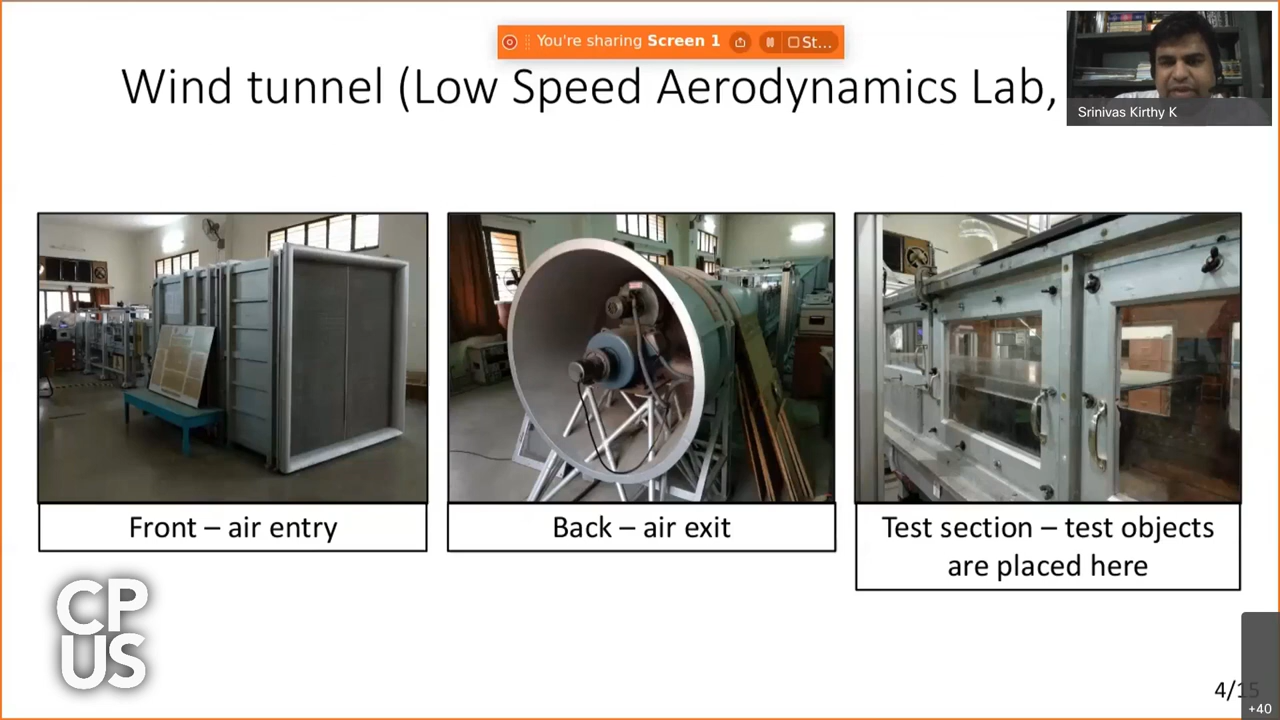 You're sharing Screen 1
St...
Wind tunnel (Low Speed Aerodynamics Lab,
Srinivas Kirthy K
Front – air entry
Back – air exit
Test section – test objects
are placed here
CP
US
4/15
+40